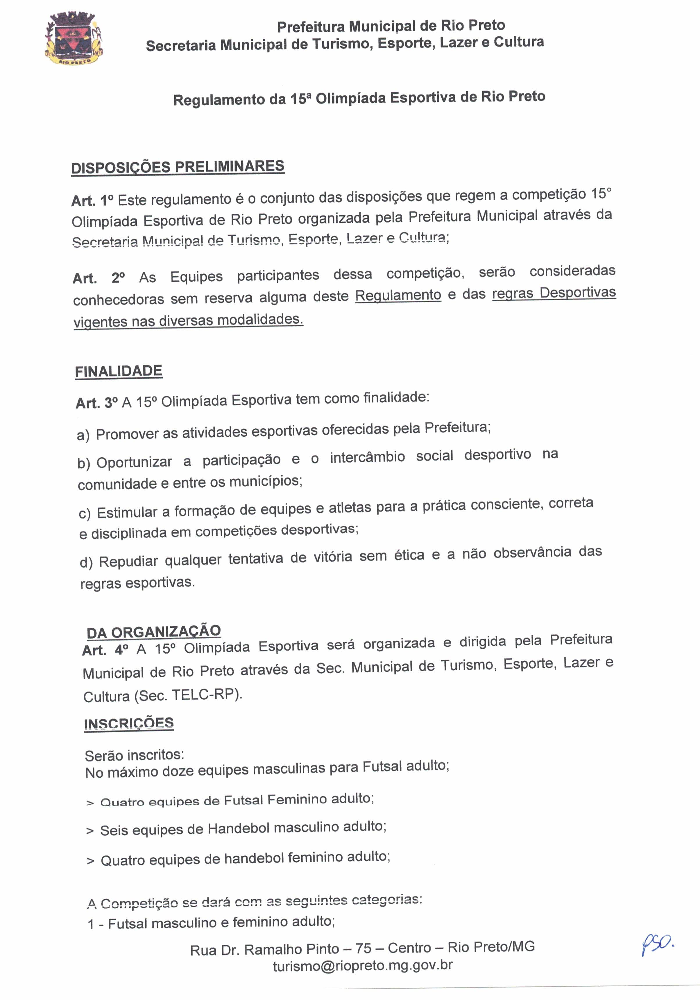 RIO PRETO
Prefeitura Municipal de Rio Preto
Secretaria Municipal de Turismo, Esporte, Lazer e Cultura
Regulamento da 15ª Olimpíada Esportiva de Rio Preto
DISPOSIÇÕES PRELIMINARES
Art. 1º Este regulamento é o conjunto das disposições que regem a competição 15°
Olimpíada Esportiva de Rio Preto organizada pela Prefeitura Municipal através da
Secretaria Municipal de Turismo, Esporte, Lazer e Cultura;
Art. 2º As Equipes participantes dessa competição, serão consideradas
conhecedoras sem reserva alguma deste Regulamento e das regras Desportivas
vigentes nas diversas modalidades.
FINALIDADE
Art. 3º A 15º Olimpíada Esportiva tem como finalidade:
a) Promover as atividades esportivas oferecidas pela Prefeitura;
b) Oportunizar a participação e o intercâmbio social desportivo na
comunidade e entre os municípios;
c) Estimular a formação de equipes e atletas para a prática consciente, correta
e disciplinada em competições desportivas;
d) Repudiar qualquer tentativa de vitória sem ética e a não observância das
regras esportivas.
DA ORGANIZAÇÃO
Art. 4º A 15º Olimpíada Esportiva será organizada e dirigida pela Prefeitura
Municipal de Rio Preto através da Sec. Municipal de Turismo, Esporte, Lazer e
Cultura (Sec. TELC-RP).
INSCRIÇÕES
Serão inscritos:
No máximo doze equipes masculinas para Futsal adulto;
> Quatro equipes de Futsal Feminino adulto;
> Seis equipes de Handebol masculino adulto;
> Quatro equipes de handebol feminino adulto;
A Competição se dará com as seguintes categorias:
1 - Futsal masculino e feminino adulto;
Rua Dr. Ramalho Pinto – 75 – Centro – Rio Preto/MG
turismo@riopreto.mg.gov.br